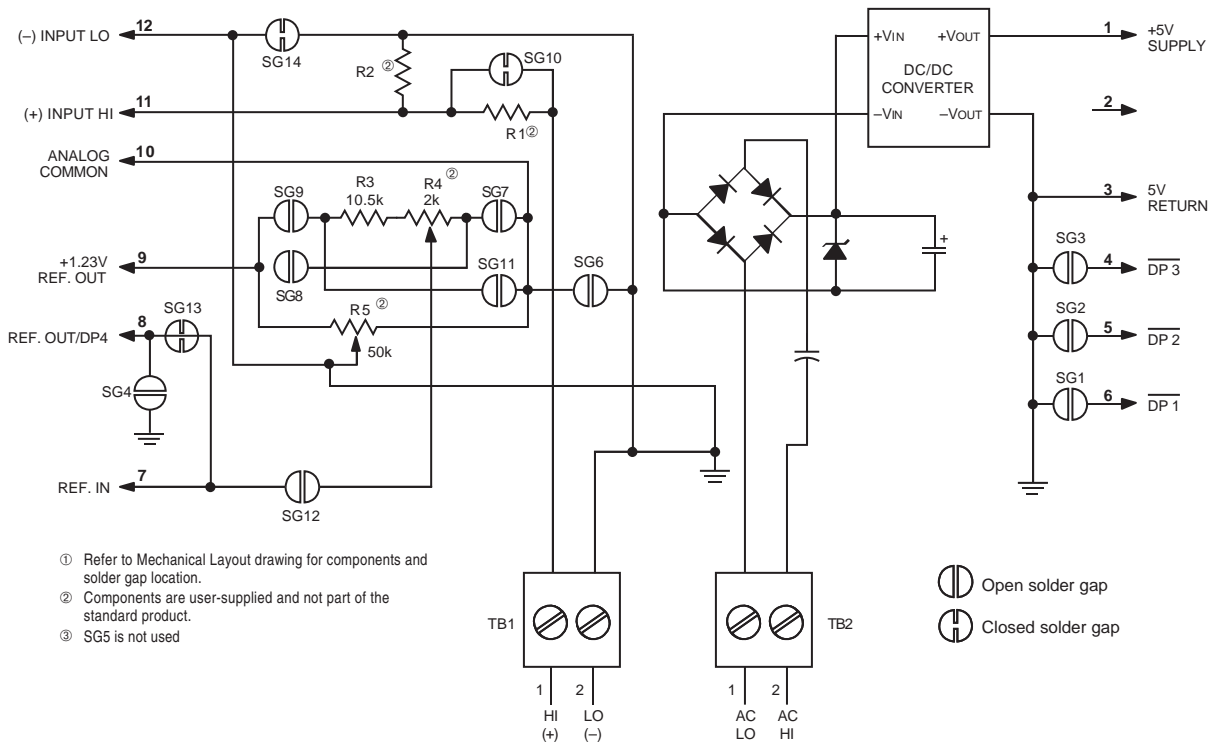 (–) INPUT LO
12
SG14
R2 ②
SG10
(+) INPUT HI
11
R1②
ANALOG
COMMON
10
SG9
R3
10.5k
R4 ②
2k
SG7
+1.23V
REF. OUT
9
SG8
SG11
SG6
R5 ②
50k
REF. OUT/DP4
8
SG13
SG4
REF. IN
7
SG12
+VIN
+VOUT
DC/DC
CONVERTER
–VIN
–VOUT
1
+5V
SUPPLY
2
3
5V
RETURN
+
SG3
4
DP 3
SG2
5
DP 2
SG1
6
DP 1
① Refer to Mechanical Layout drawing for components and
solder gap location.
② Components are user-supplied and not part of the
standard product.
③ SG5 is not used
TB1
1
2
HI
(+)
LO
(–)
TB2
1
2
AC
LO
AC
HI
Open solder gap
Closed solder gap